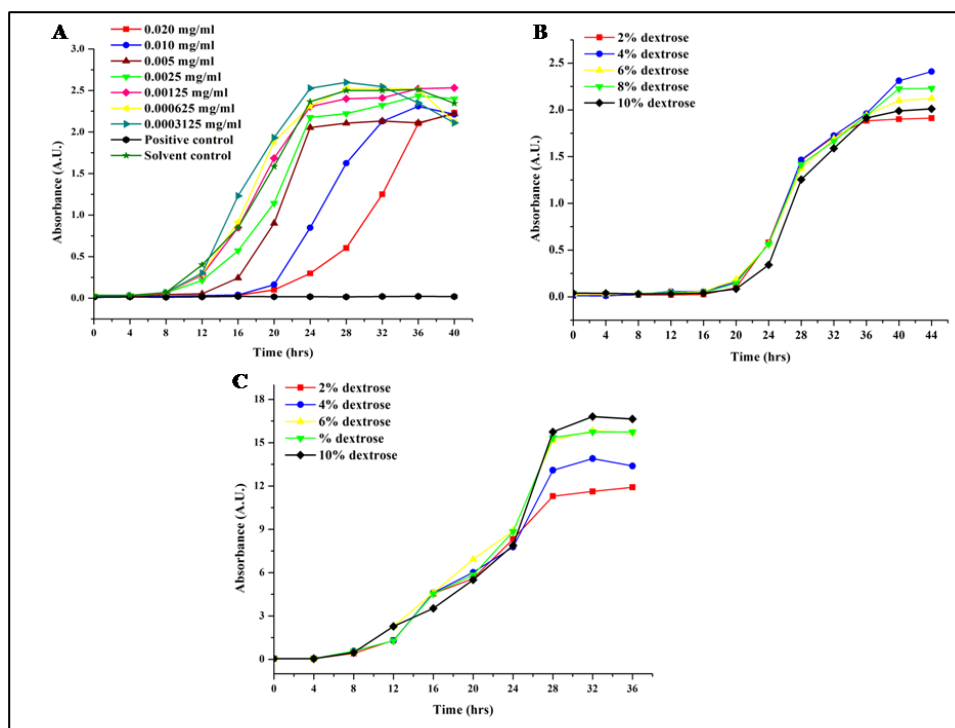 A
0.020 mg/ml
0.010 mg/ml
0.005 mg/ml
0.0025 mg/ml
0.00125 mg/ml
0.000625 mg/ml
0.0003125 mg/ml
Positive control
Solvent control
Absorbance (A.U.)
3.0
2.5
2.0
1.5
1.0
0.5
0.0
0 4 8 12 16 20 24 28 32 36 40
Time (hrs)
B
2% dextrose
4% dextrose
6% dextrose
8% dextrose
10% dextrose
Absorbance (A.U.)
2.5
2.0
1.5
1.0
0.5
0.0
0 4 8 12 16 20 24 28 32 36 40 44
Time (hrs)
C
2% dextrose
4% dextrose
6% dextrose
% dextrose
10% dextrose
Absorbance (A.U.)
18
15
12
9
6
3
0
0 4 8 12 16 20 24 28 32 36
Time (hrs)